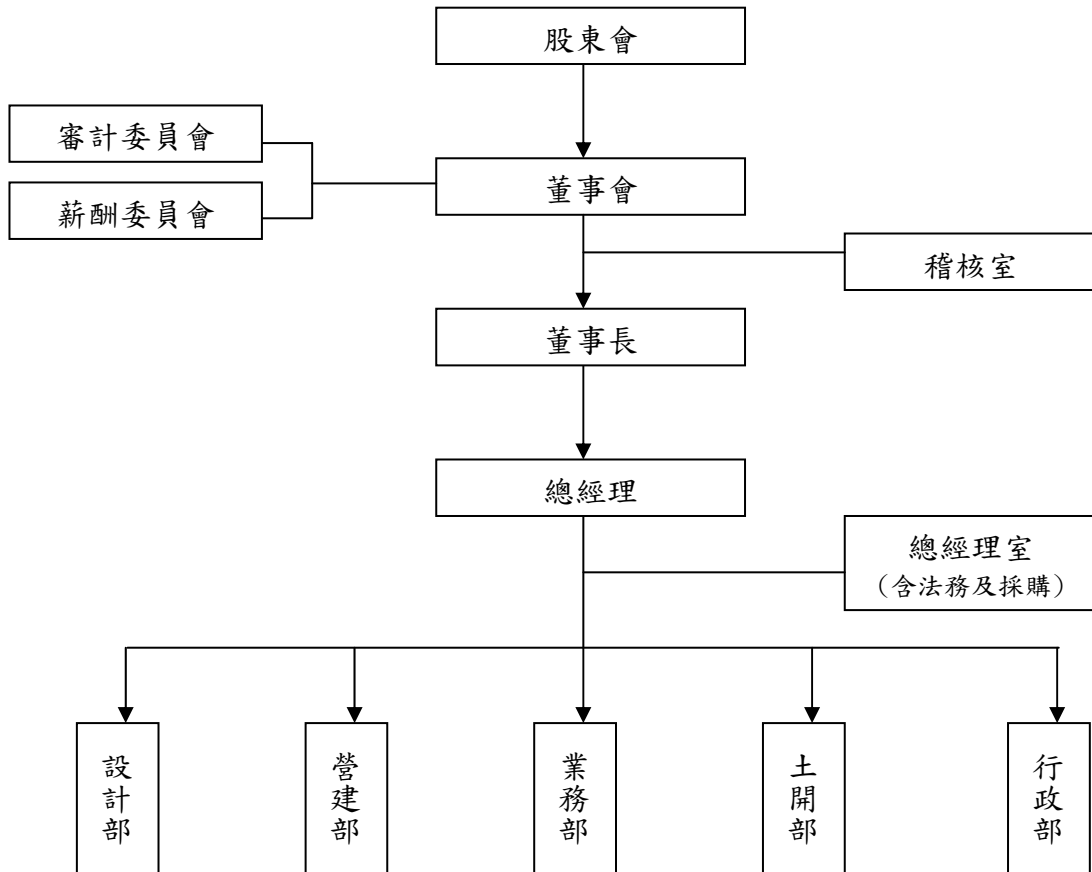 股東會
審計委員會
薪酬委員會
董事會
稽核室
董事長
總經理
總經理室
（含法務及採購）
設計部
營建部
業務部
土開部
行政部